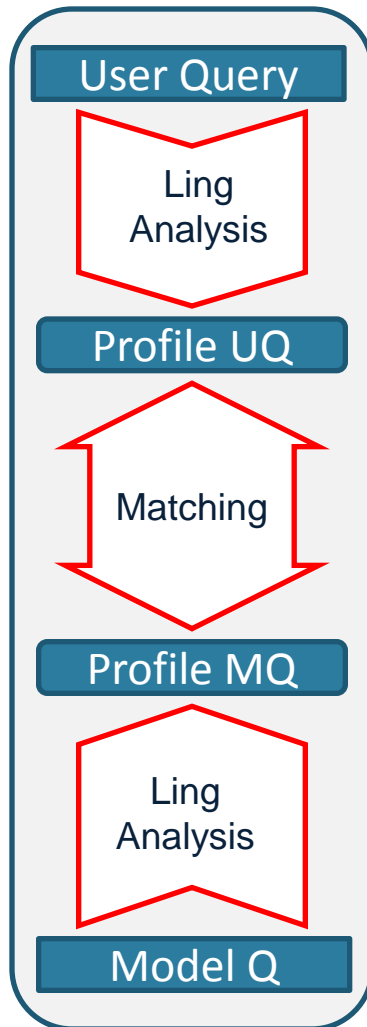 User Query
Ling
Analysis
Profile UQ
Matching
Profile MQ
Ling
Analysis
Model Q